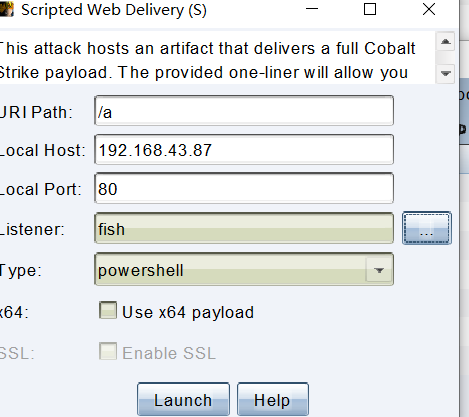 Scripted Web Delivery (S)
This attack hosts an artifact that delivers a full Cobalt
Strike payload. The provided one-liner will allow you
URI Path: /a
Local Host: 192.168.43.87
Local Port: 80
Listener: fish ...
Type: powershell
x64: Use x64 payload
SSL: Enable SSL
Launch Help